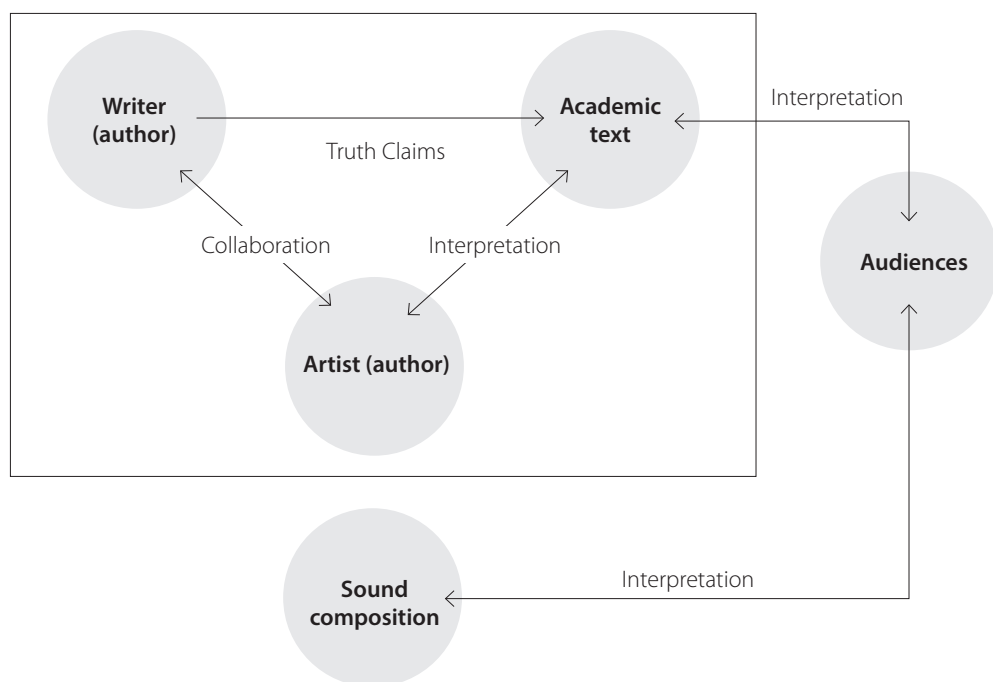 Writer
(author)
Academic
text
Interpretation
Truth Claims
Collaboration
Interpretation
Audiences
Artist (author)
Interpretation
Sound
composition